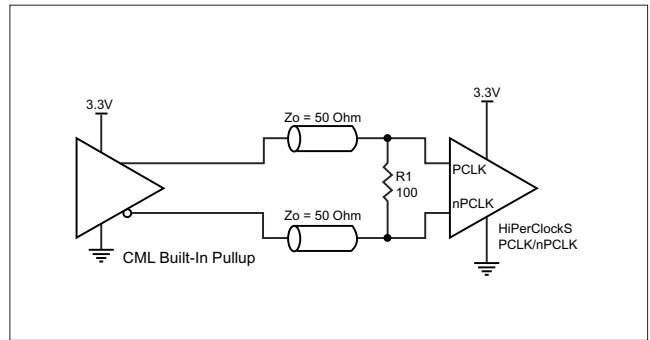 3.3V
Zo = 50 Ohm
3.3V
R1
100
PCLK
nPCLK
Zo = 50 Ohm
HiPerClockS
PCLK/nPCLK
CML Built-In Pullup